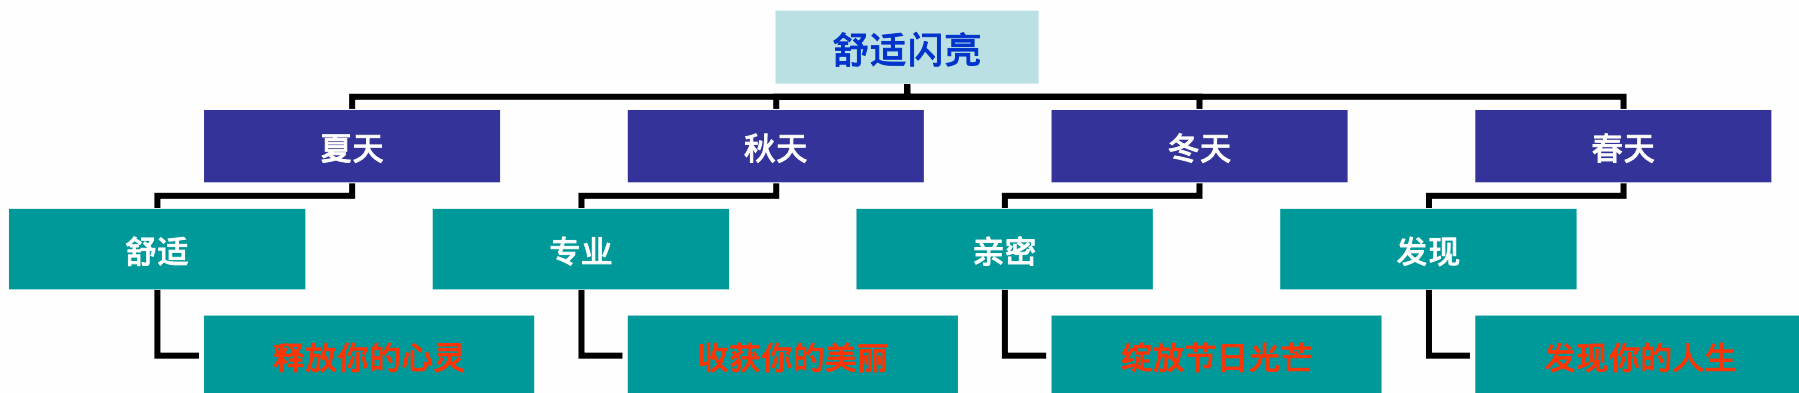 舒适闪亮
夏天
秋天
冬天
春天
舒适
专业
亲密
发现
释放你的心灵
收获你的美丽
绽放节日光芒
发现你的人生